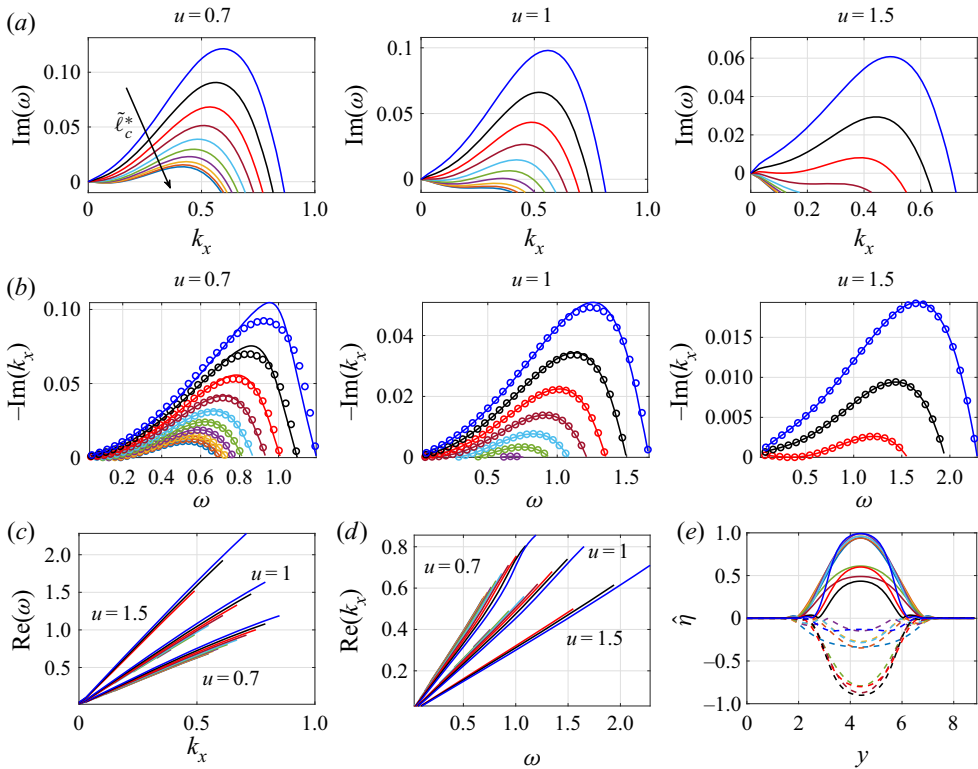 (a) u = 0.7 u = 1 u = 1.5
0.10 0.1 0.06
Im(ω) 0.05 Im(ω) 0.05 Im(ω) 0.04
ℓ̃c*
0.02
0 0 0
0 0.5 1.0 0 0.5 1.0 0 0.2 0.4 0.6
kx kx kx
(b) u = 0.7 u = 1 u = 1.5
0.10 0.04 0.015
−Im(kx) 0.05 −Im(kx) 0.02 −Im(kx) 0.010
0.005
0 0 0
0.2 0.4 0.6 0.8 1.0 0.5 1.0 1.5 0.5 1.0 1.5 2.0
ω ω ω
(c) (d) (e)
2.0 0.8 1.0
u = 1 u = 0.7 u = 1
1.5 0.6 0.5
Re(ω) u = 1.5 Re(kx) η̂
1.0 0.4 0
0.5 u = 0.7 0.2 u = 1.5 −0.5
−1.0
0 0.5 1.0 0.5 1.0 1.5 2.0 0 2 4 6 8
kx ω y